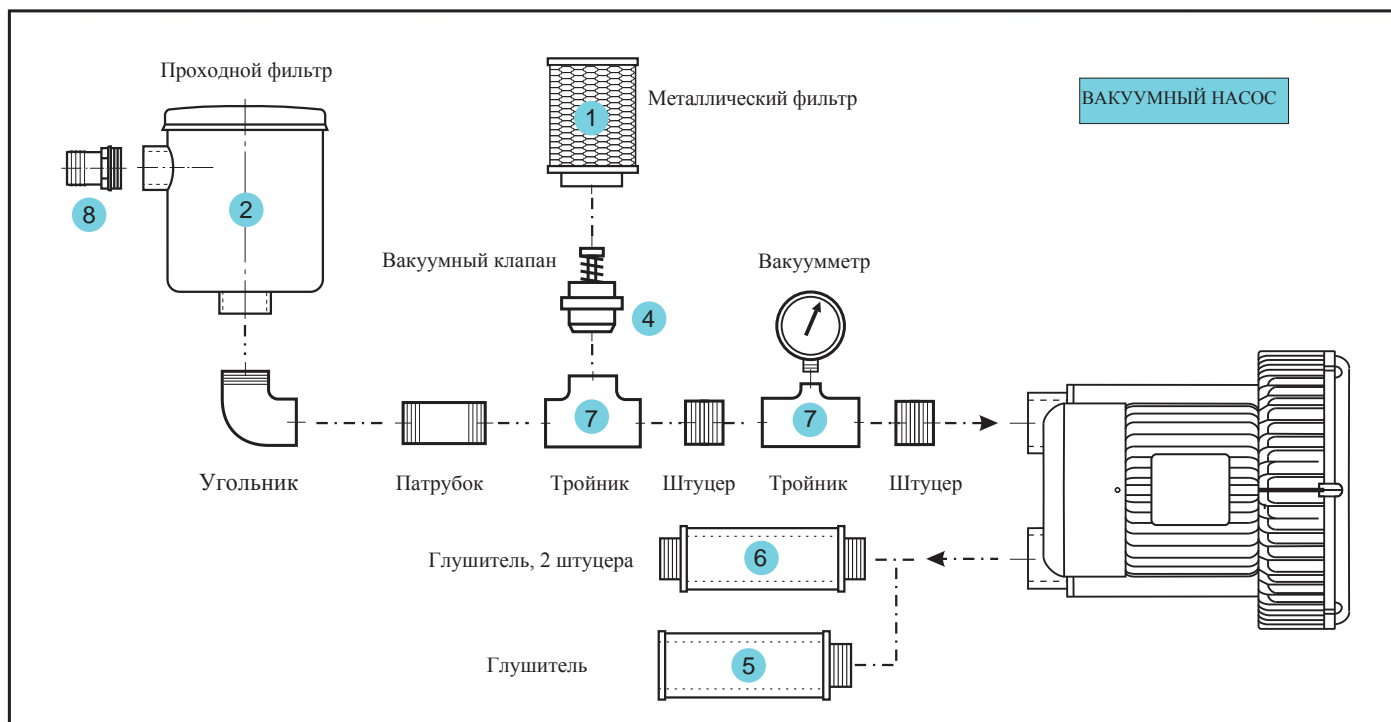 Проходной фильтр
Металлический фильтр
ВАКУУМНЫЙ НАСОС
1
8
2
Вакуумный клапан
Вакуумметр
4
7
7
Угольник
Патрубок
Тройник
Штуцер
Тройник
Штуцер
Глушитель, 2 штуцера
6
Глушитель
5